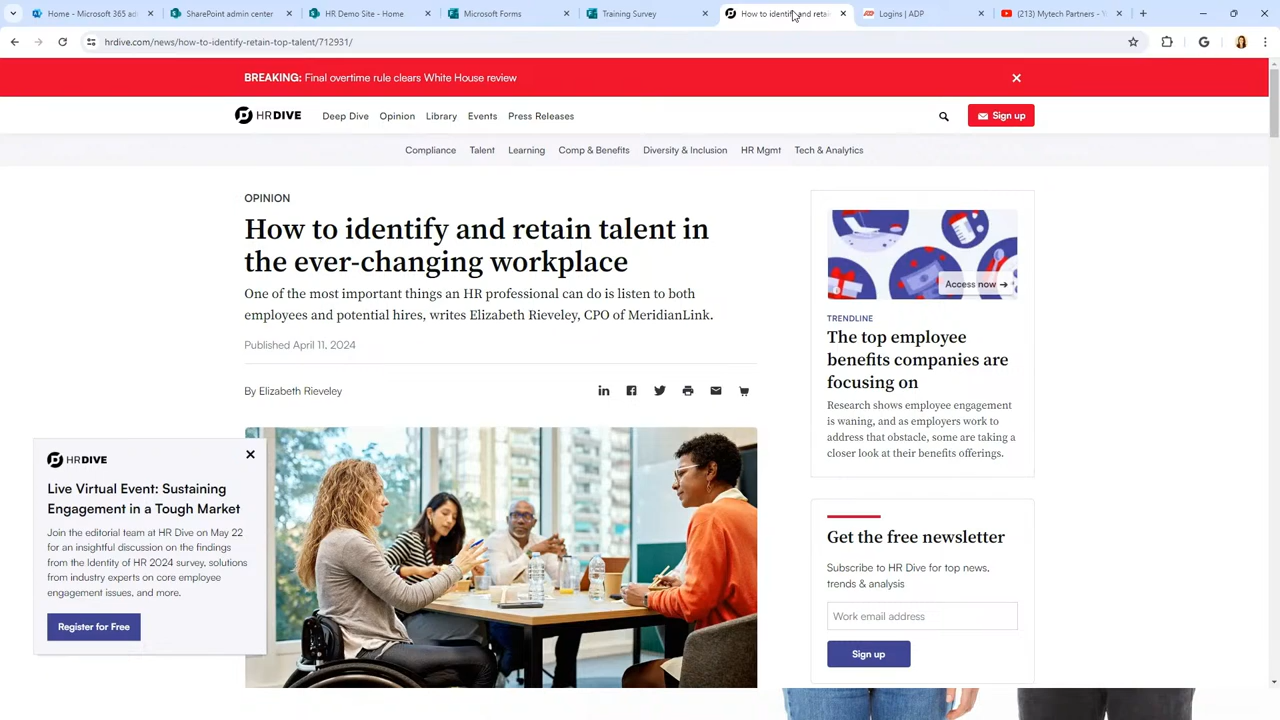 Home - Microsoft 365 ad
SharePoint admin center
HR Demo Site - Home
Microsoft Forms
Training Survey
How to identify and reta
Logins | ADP
(213) Mytech Partners -
hrdive.com/news/how-to-identify-retain-top-talent/712931/
BREAKING: Final overtime rule clears White House review
HR DIVE
Deep Dive
Opinion
Library
Events
Press Releases
Sign up
Compliance
Talent
Learning
Comp & Benefits
Diversity & Inclusion
HR Mgmt
Tech & Analytics
OPINION
How to identify and retain talent in
the ever-changing workplace
One of the most important things an HR professional can do is listen to both
employees and potential hires, writes Elizabeth Rieveley, CPO of MeridianLink.
Published April 11, 2024
By Elizabeth Rieveley
Access now →
TRENDLINE
The top employee
benefits companies are
focusing on
Research shows employee engagement
is waning, and as employers work to
address that obstacle, some are taking a
closer look at their benefits offerings.
Get the free newsletter
Subscribe to HR Dive for top news,
trends & analysis
Work email address
Sign up
HR DIVE
Live Virtual Event: Sustaining
Engagement in a Tough Market
Join the editorial team at HR Dive on May 22
for an insightful discussion on the findings
from the Identity of HR 2024 survey, solutions
from industry experts on core employee
engagement issues, and more.
Register for Free